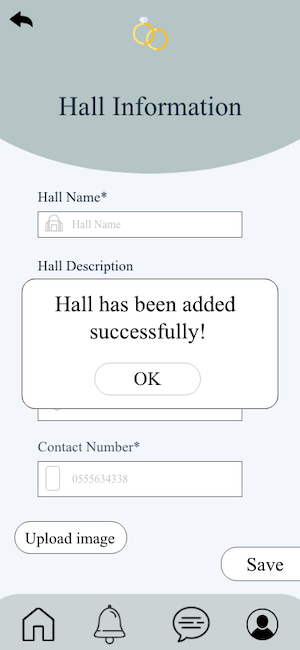 Hall Information
Hall Name*
Hall Name
Hall Description
Hall has been added
successfully!
OK
Contact Number*
0555634338
Upload image
Save